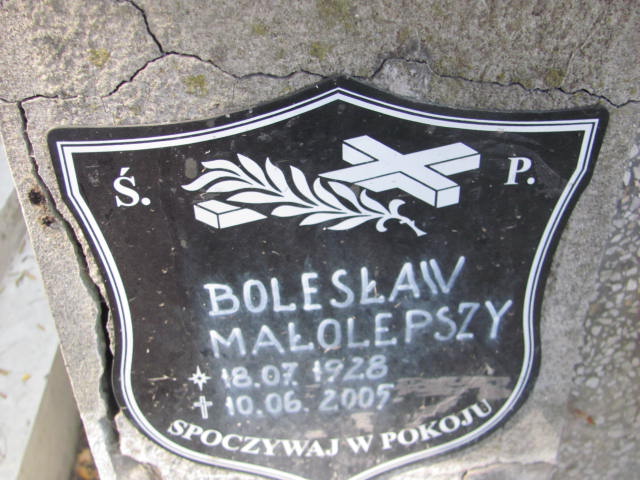 Ś. P.
BOLESŁAW
MAŁOLEPSZY
18.07. 1928
10.06. 2005
SPOCZYWAJ W POKOJU